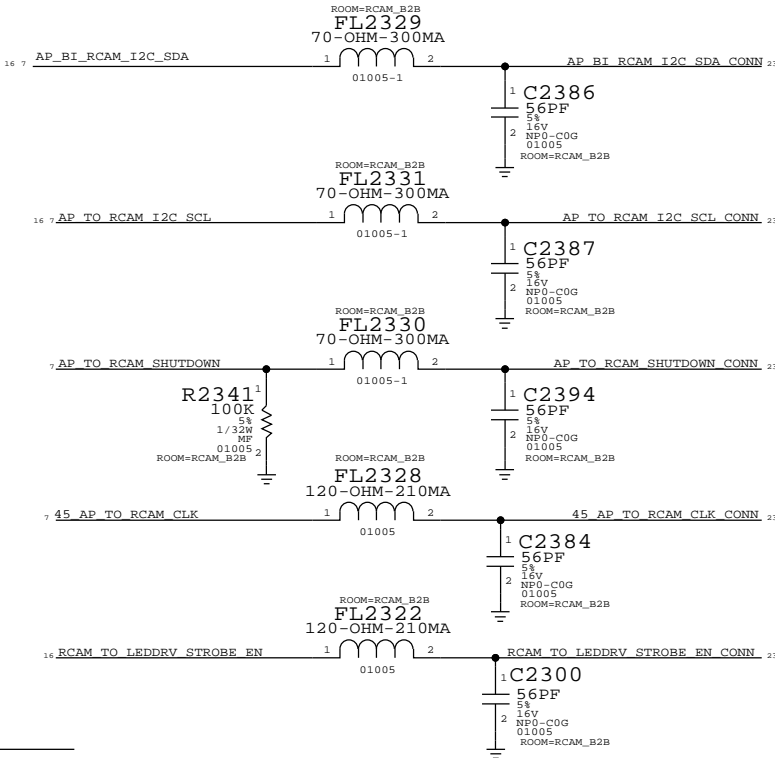 ROOM=RCAM_B2B
FL2329
70-OHM-300MA
16 7 AP_BI_RCAM_I2C_SDA 1 2 AP_BI_RCAM_I2C_SDA_CONN 23
01005-1
1 C2386
56PF
5%
16V
2 NP0-C0G
01005
ROOM=RCAM_B2B
ROOM=RCAM_B2B
FL2331
70-OHM-300MA
16 7 AP_TO_RCAM_I2C_SCL 1 2 AP_TO_RCAM_I2C_SCL_CONN 23
01005-1
1 C2387
56PF
5%
16V
2 NP0-C0G
01005
ROOM=RCAM_B2B
ROOM=RCAM_B2B
FL2330
70-OHM-300MA
7 AP_TO_RCAM_SHUTDOWN 1 2 AP_TO_RCAM_SHUTDOWN_CONN 23
01005-1
R2341 1
100K
5%
1/32W
MF
01005 2
ROOM=RCAM_B2B
1 C2394
56PF
5%
16V
2 NP0-C0G
01005
ROOM=RCAM_B2B
ROOM=RCAM_B2B
FL2328
120-OHM-210MA
7 45_AP_TO_RCAM_CLK 1 2 45_AP_TO_RCAM_CLK_CONN 23
01005
1 C2384
56PF
5%
16V
2 NP0-C0G
01005
ROOM=RCAM_B2B
ROOM=RCAM_B2B
FL2322
120-OHM-210MA
16 RCAM_TO_LEDDRV_STROBE_EN 1 2 RCAM_TO_LEDDRV_STROBE_EN_CONN 23
01005
1 C2300
56PF
5%
16V
2 NP0-C0G
01005
ROOM=RCAM_B2B